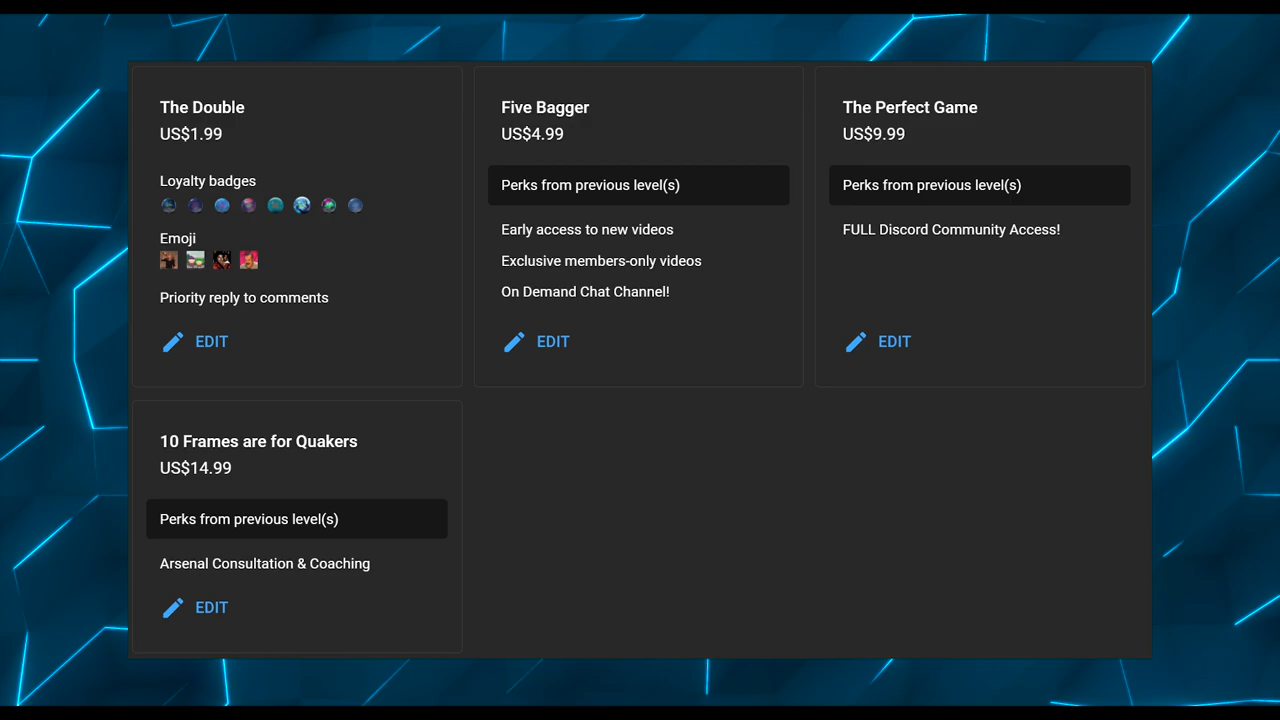 The Double
US$1.99
Loyalty badges
Emoji
Priority reply to comments
EDIT
Five Bagger
US$4.99
Perks from previous level(s)
Early access to new videos
Exclusive members-only videos
On Demand Chat Channel!
EDIT
The Perfect Game
US$9.99
Perks from previous level(s)
FULL Discord Community Access!
EDIT
10 Frames are for Quakers
US$14.99
Perks from previous level(s)
Arsenal Consultation & Coaching
EDIT